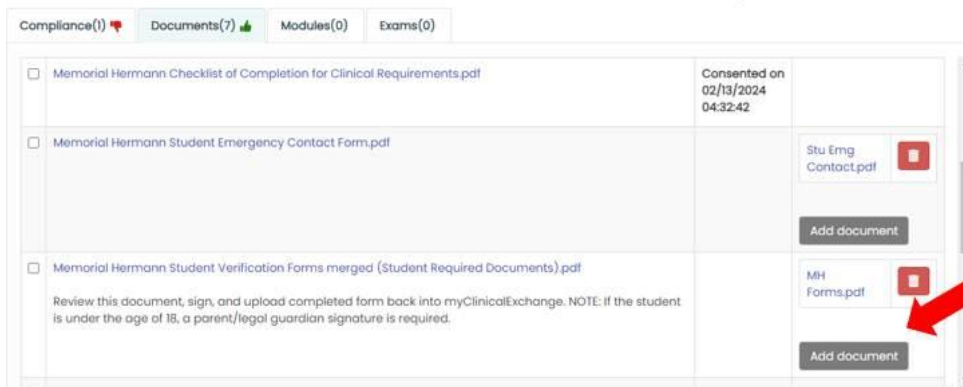 Compliance(1)
Documents(7)
Modules(0)
Exams(0)
Memorial Hermann Checklist of Completion for Clinical Requirements.pdf
Consented on
02/13/2024
04:32:42
Memorial Hermann Student Emergency Contact Form.pdf
Stu Emg
Contact.pdf
Add document
Memorial Hermann Student Verification Forms merged (Student Required Documents).pdf
Review this document, sign, and upload completed form back into myClinicalExchange. NOTE: If the student
is under the age of 18, a parent/legal guardian signature is required.
MH
Forms.pdf
Add document